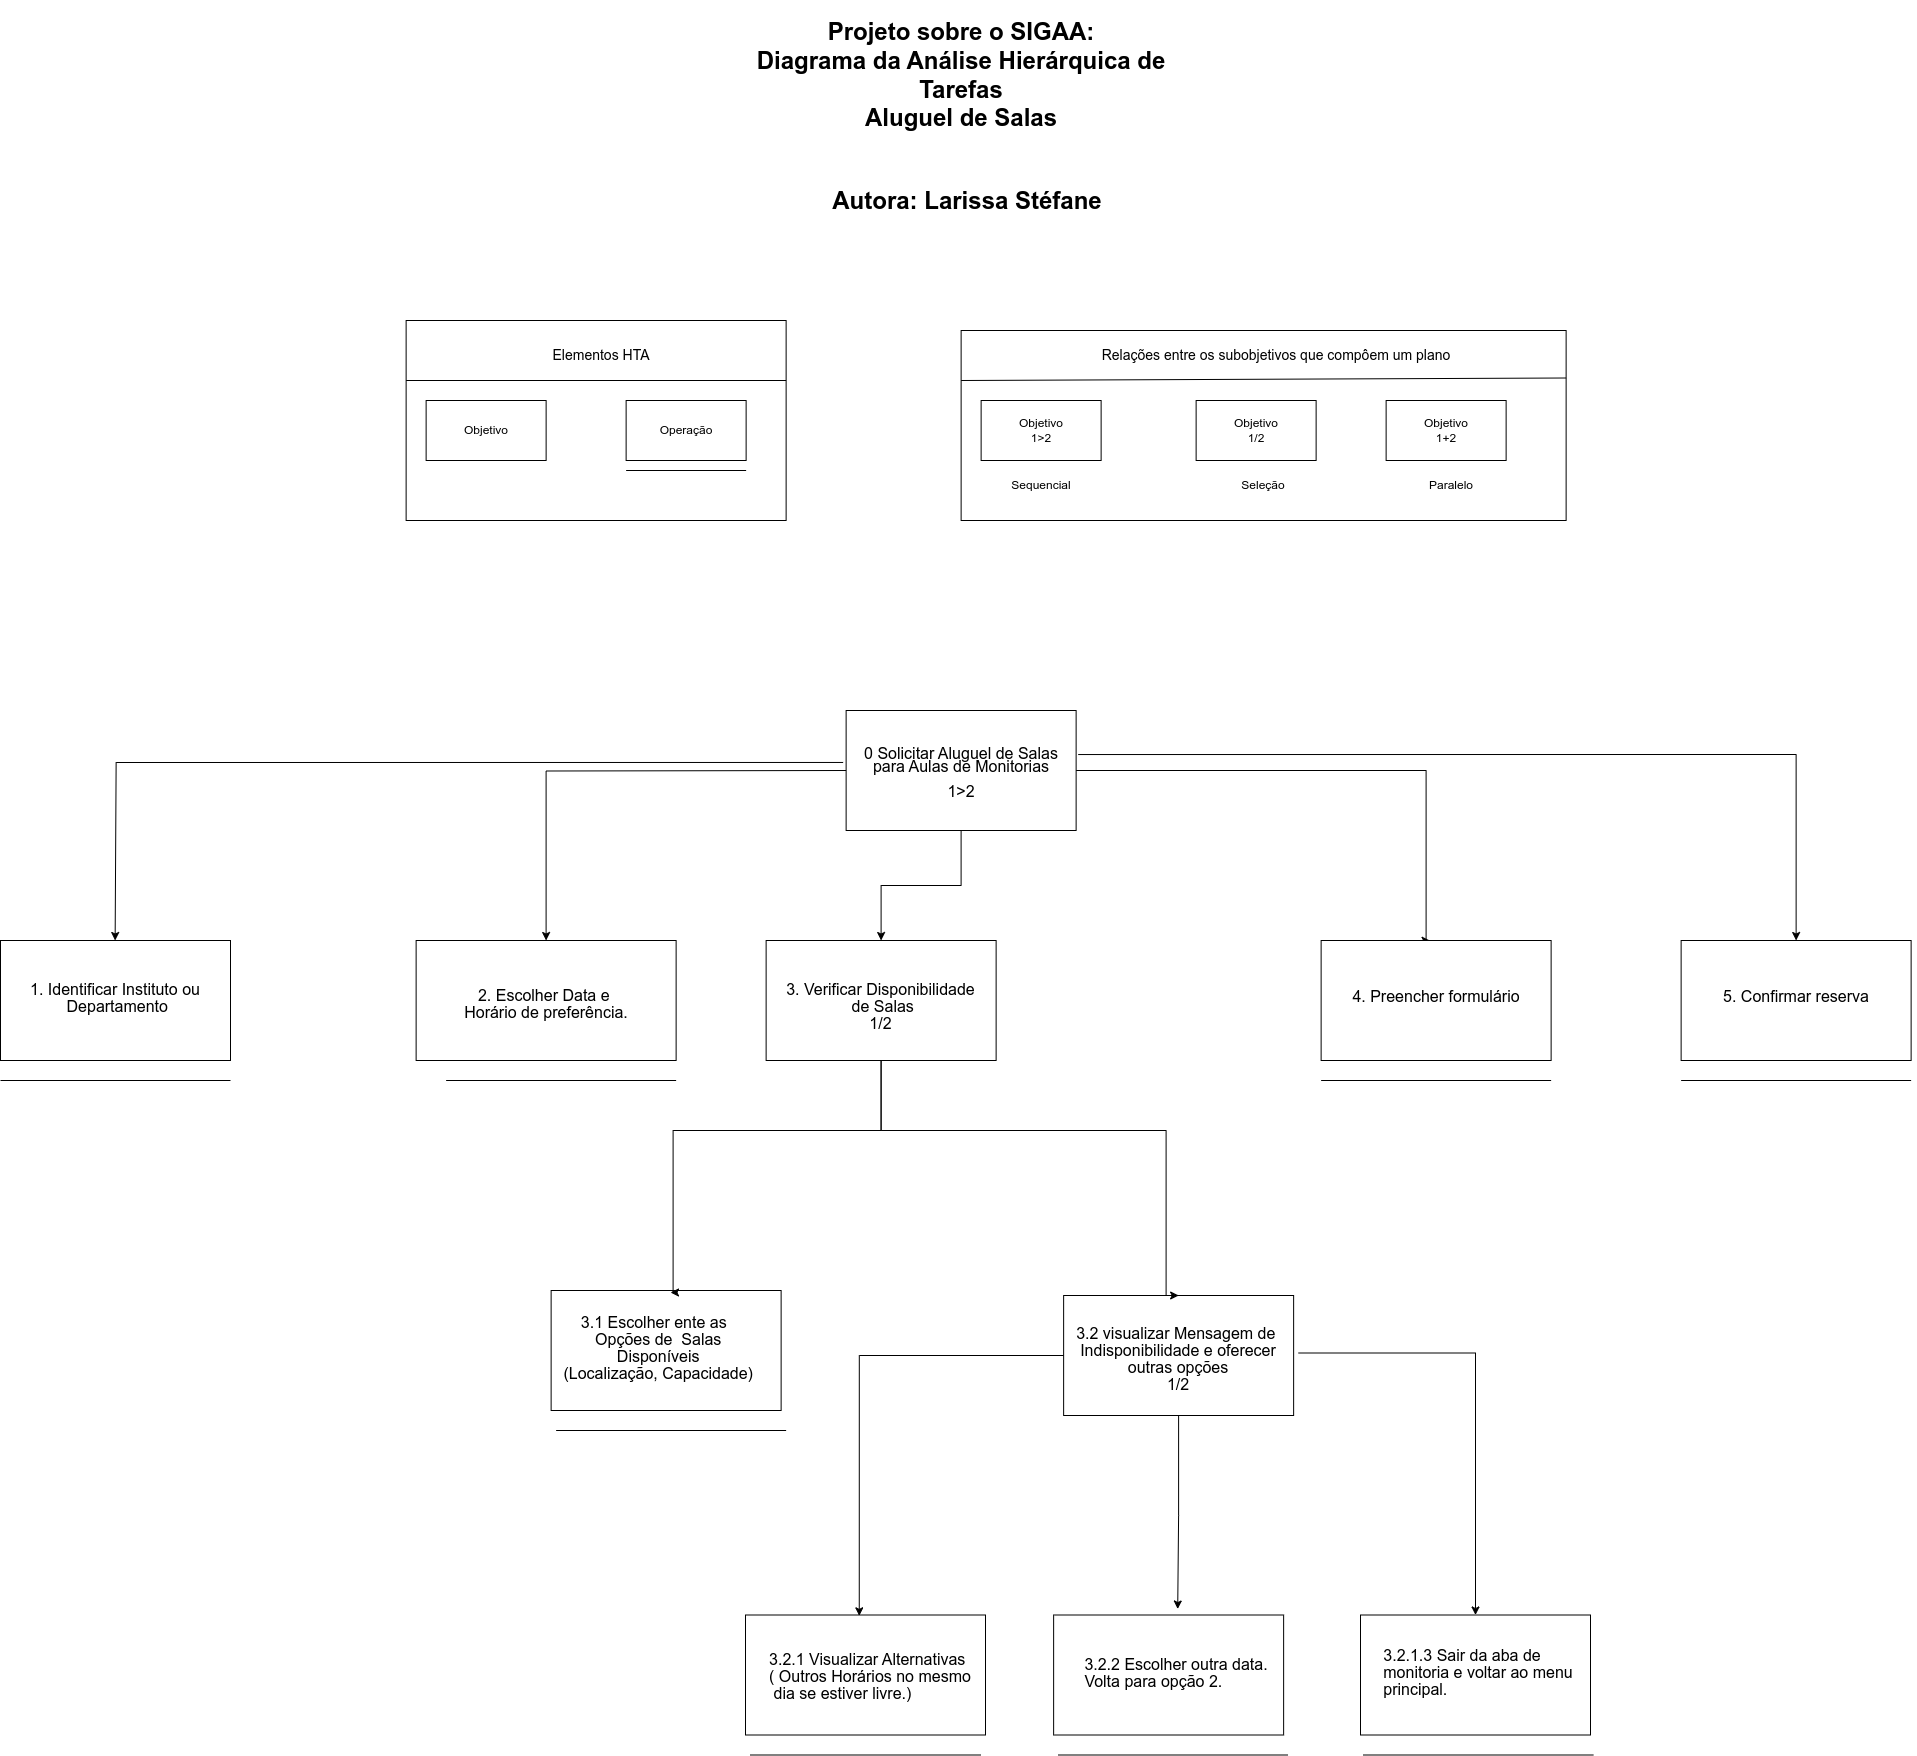 Projeto sobre o SIGAA:
Diagrama da Análise Hierárquica de
Tarefas
Aluguel de Salas
Autora: Larissa Stéfane
Elementos HTA
Objetivo
Operação
Relações entre os subobjetivos que compôem um plano
Objetivo
1>2
Objetivo
1/2
Objetivo
1+2
Sequencial
Seleção
Paralelo
0 Solicitar Aluguel de Salas
para Aulas de Monitorias
1>2
1. Identificar Instituto ou
Departamento
2. Escolher Data e
Horário de preferência.
3. Verificar Disponibilidade
de Salas
1/2
4. Preencher formulário
5. Confirmar reserva
3.1 Escolher ente as
Opções de  Salas
Disponíveis
(Localização, Capacidade)
3.2 visualizar Mensagem de
Indisponibilidade e oferecer
outras opções
1/2
3.2.1 Visualizar Alternativas
( Outros Horários no mesmo
dia se estiver livre.)
3.2.2 Escolher outra data.
Volta para opção 2.
3.2.1.3 Sair da aba de
monitoria e voltar ao menu
principal.